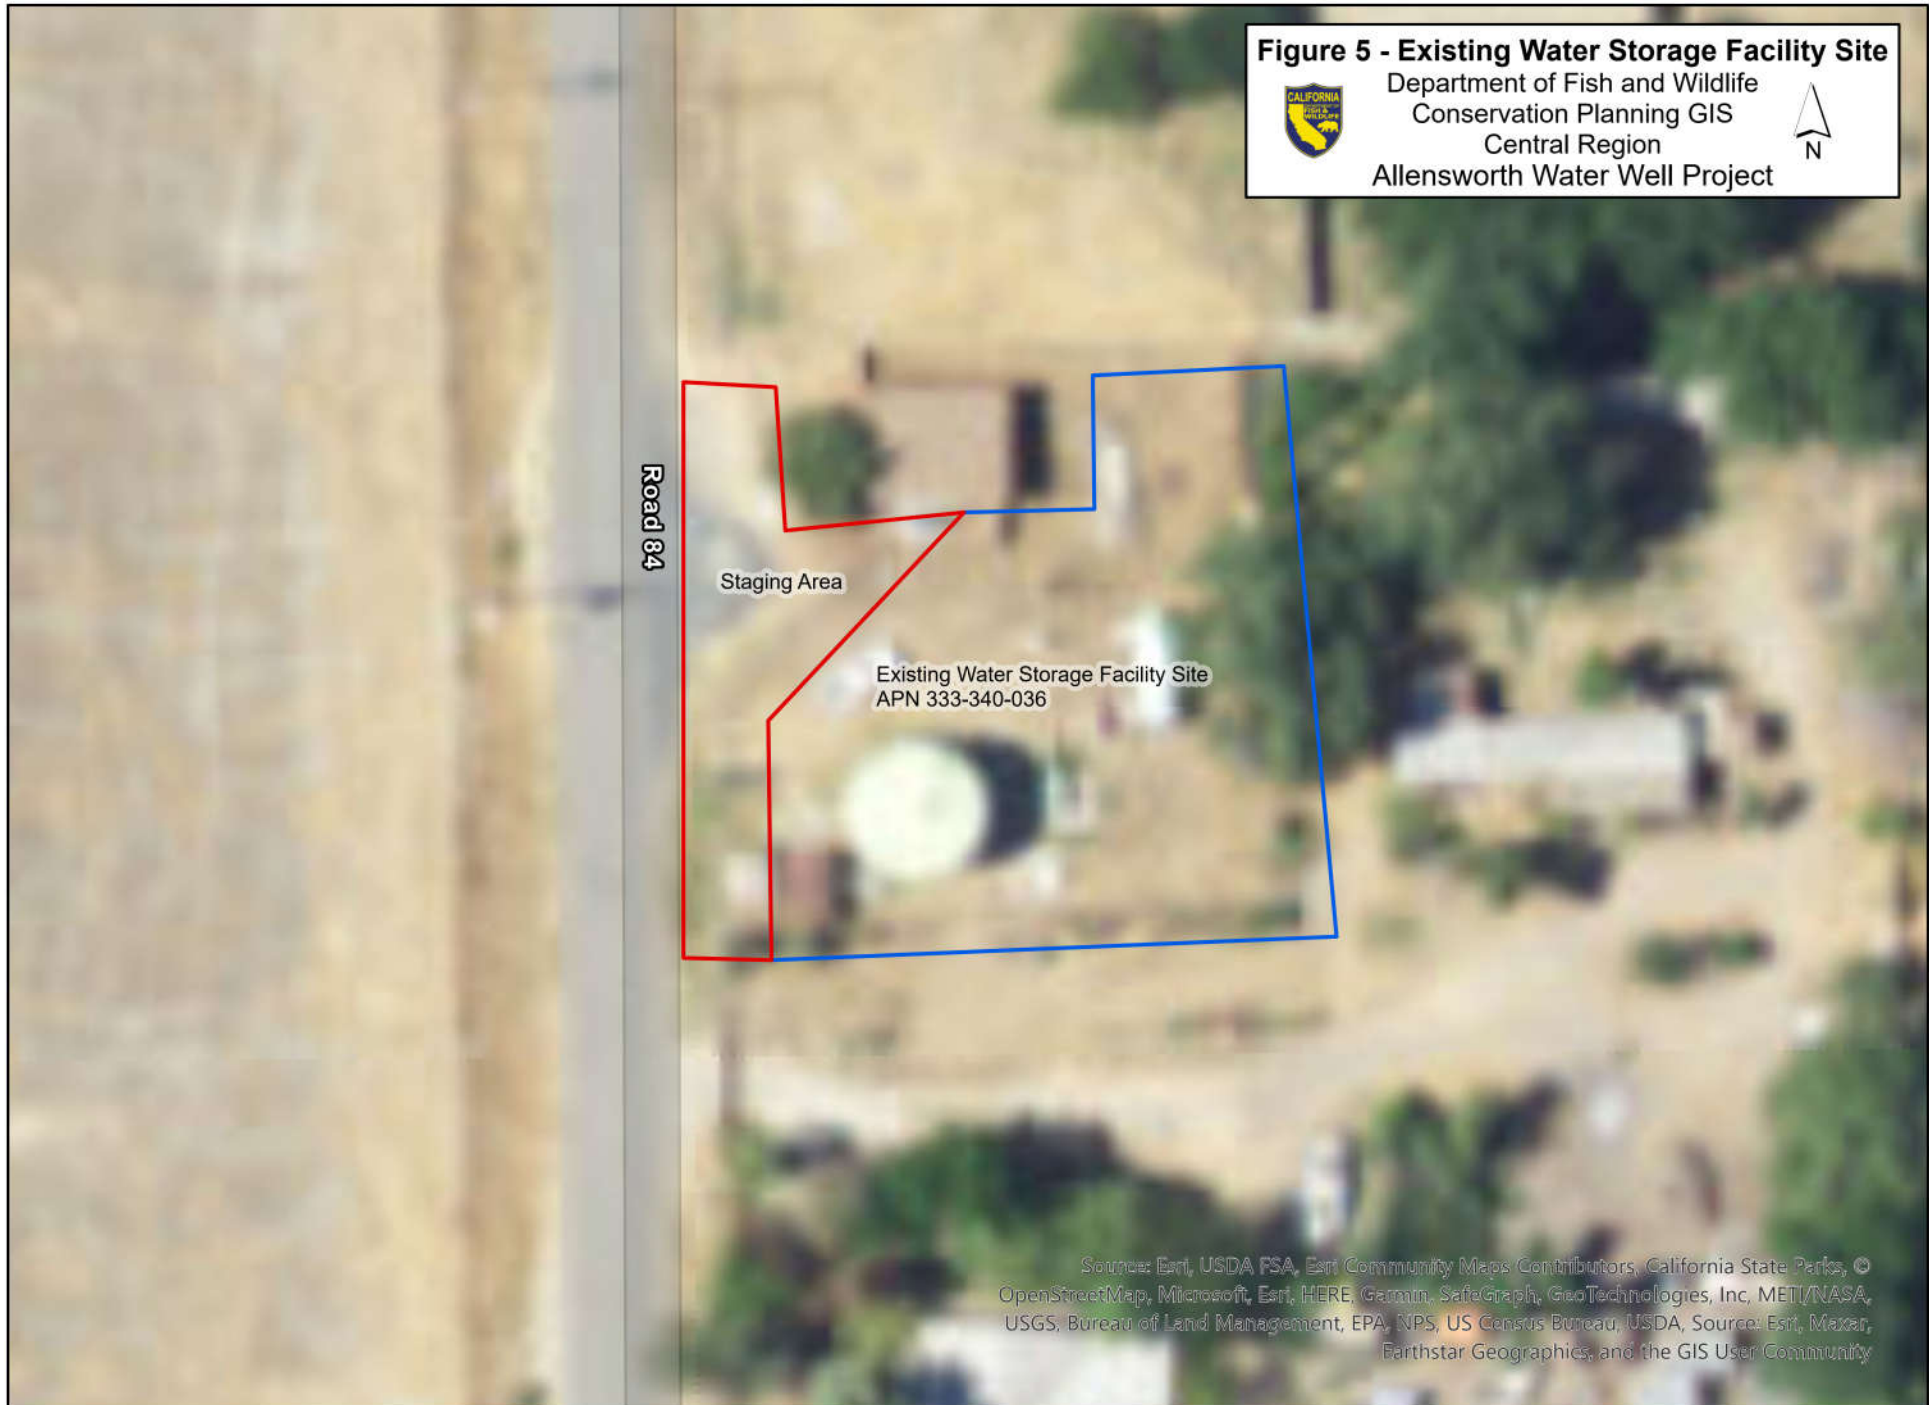 Figure 5 - Existing Water Storage Facility Site
Department of Fish and Wildlife
Conservation Planning GIS
Central Region
Allensworth Water Well Project
CALIFORNIA
FISH &
WILDLIFE
N
Road 84
Staging Area
Existing Water Storage Facility Site
APN 333-340-036
Source: Esri, USDA FSA, Esri Community Maps Contributors, California State Parks, ©
OpenStreetMap, Microsoft, Esri, HERE, Garmin, SafeGraph, GeoTechnologies, Inc, METI/NASA,
USGS, Bureau of Land Management, EPA, NPS, US Census Bureau, USDA, Source: Esri, Maxar,
Earthstar Geographics, and the GIS User Community